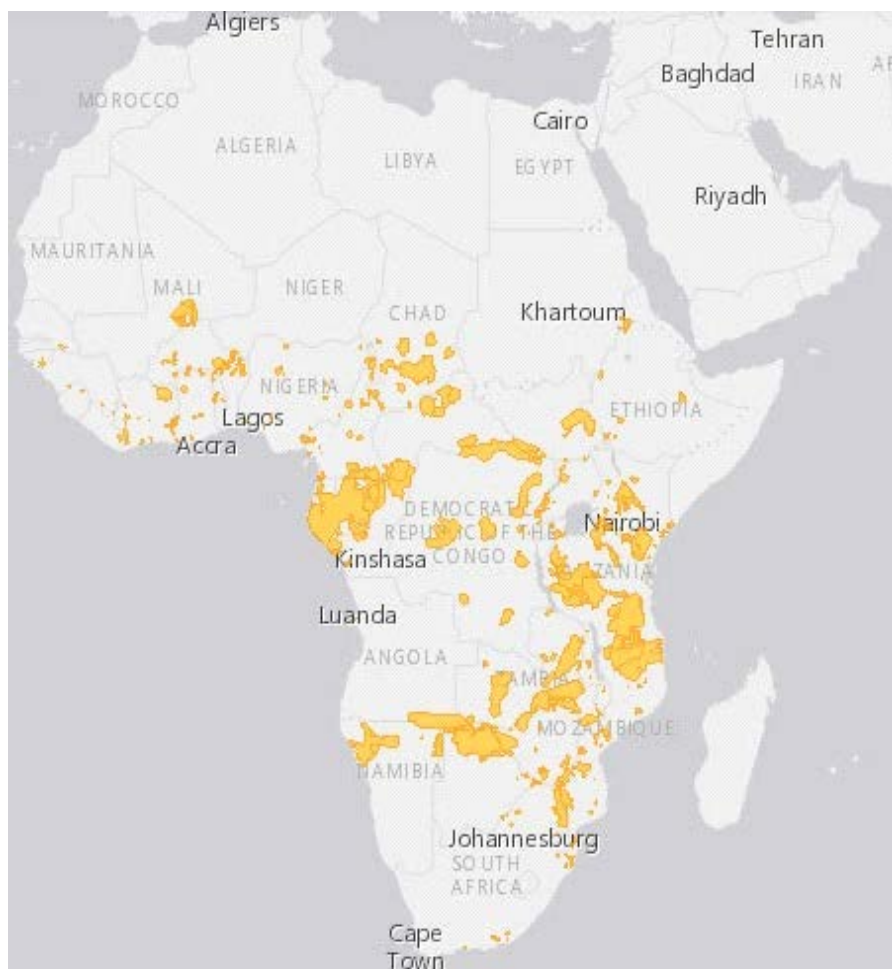 Algiers
Tehran
Baghdad
IRAN
AF
MOROCCO
Cairo
ALGERIA
LIBYA
EGYPT
Riyadh
MAURITANIA
MALI
NIGER
CHAD
Khartoum
NIGERIA
ETHIOPIA
Lagos
Accra
DEMOCRATIC
REPUBLIC OF THE
CONGO
Nairobi
Kinshasa
TANZANIA
Luanda
ANGOLA
ZAMBIA
MOZAMBIQUE
NAMIBIA
Johannesburg
SOUTH
AFRICA
Cape
Town